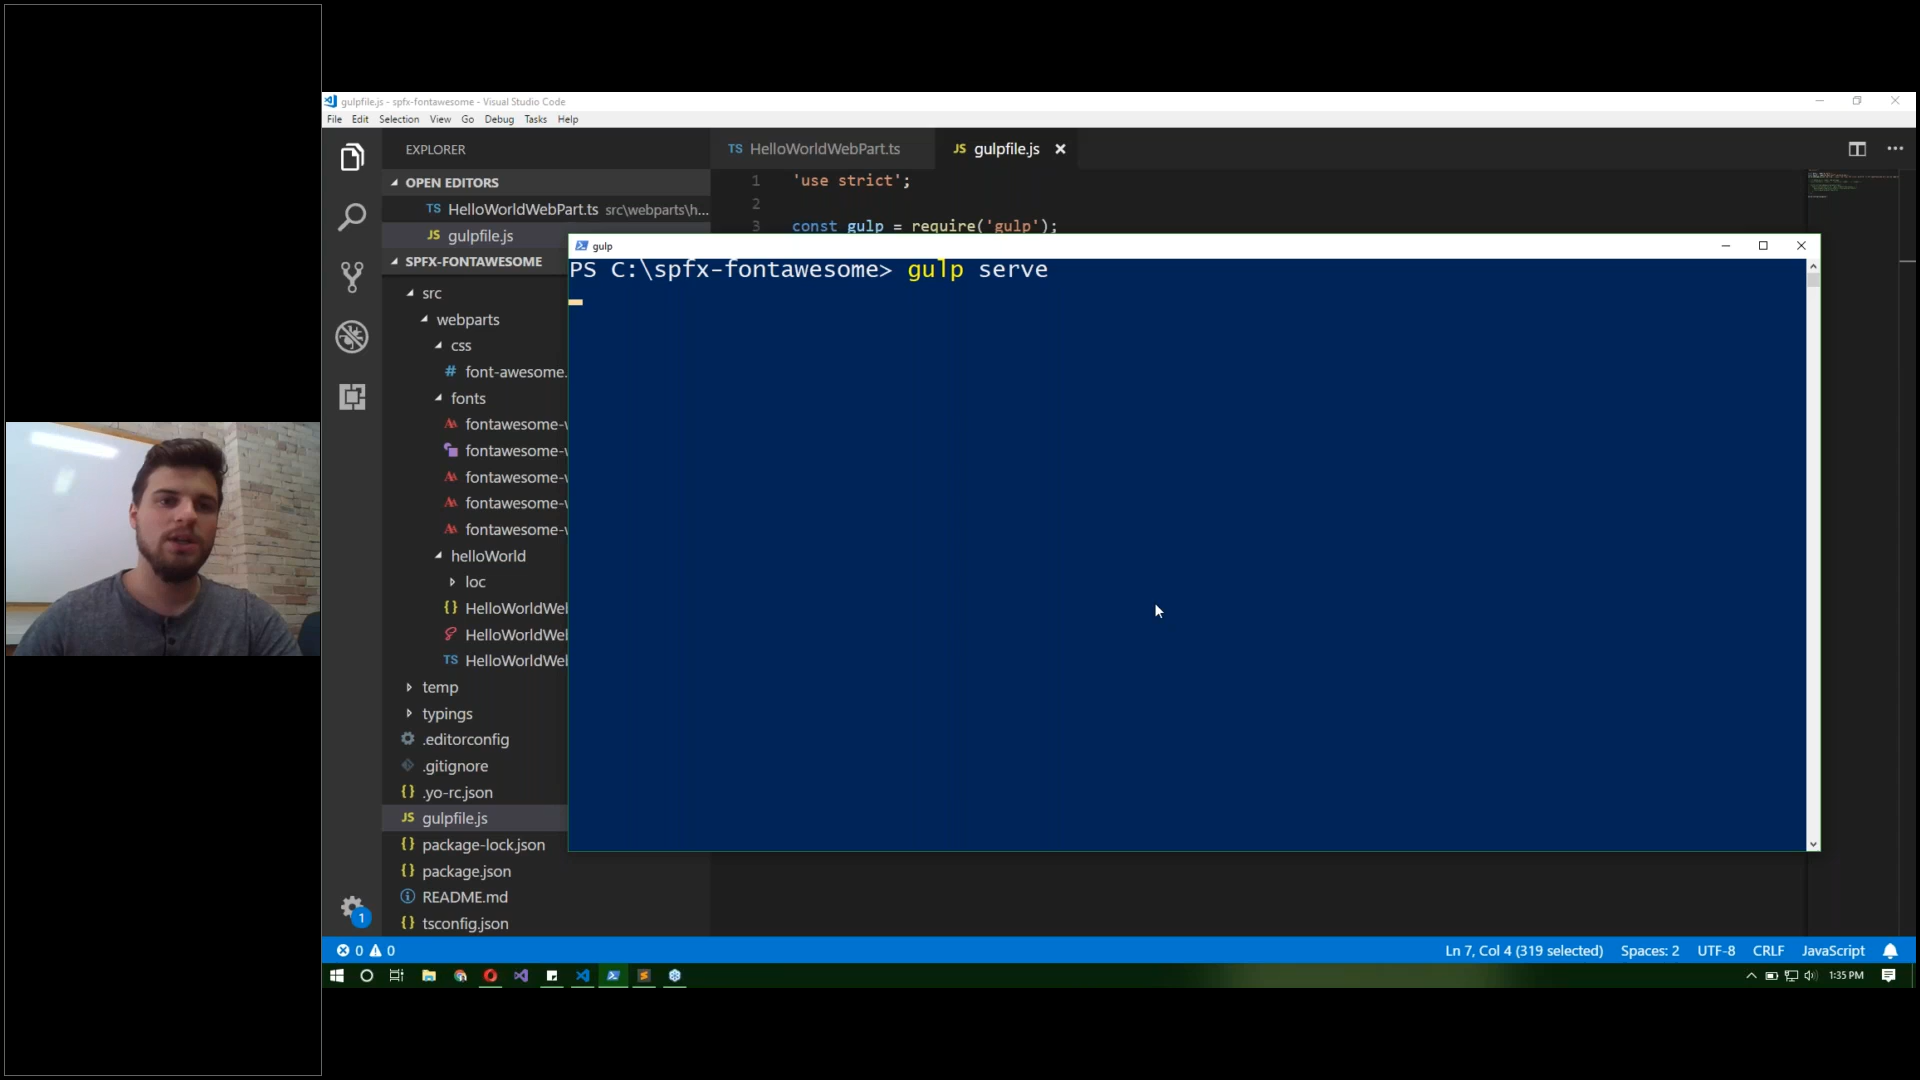 gulpfile.js - spfx-fontawesome - Visual Studio Code
File Edit Selection View Go Debug Tasks Help
EXPLORER
OPEN EDITORS
TS HelloWorldWebPart.ts src\webparts\h...
JS gulpfile.js
SPFX-FONTAWESOME
src
webparts
css
# font-awesome.
fonts
fontawesome-
fontawesome-
fontawesome-
fontawesome-
fontawesome-
helloWorld
loc
{} HelloWorldWe
HelloWorldWe
TS HelloWorldWe
temp
typings
.editorconfig
.gitignore
{} .yo-rc.json
JS gulpfile.js
{} package-lock.json
{} package.json
README.md
{} tsconfig.json
TS HelloWorldWebPart.ts
JS gulpfile.js
1 'use strict';
2
3 const gulp = require('gulp');
gulp
PS C:\spfx-fontawesome> gulp serve
1
0 0
Ln 7, Col 4 (319 selected) Spaces: 2 UTF-8 CRLF JavaScript
1:35 PM